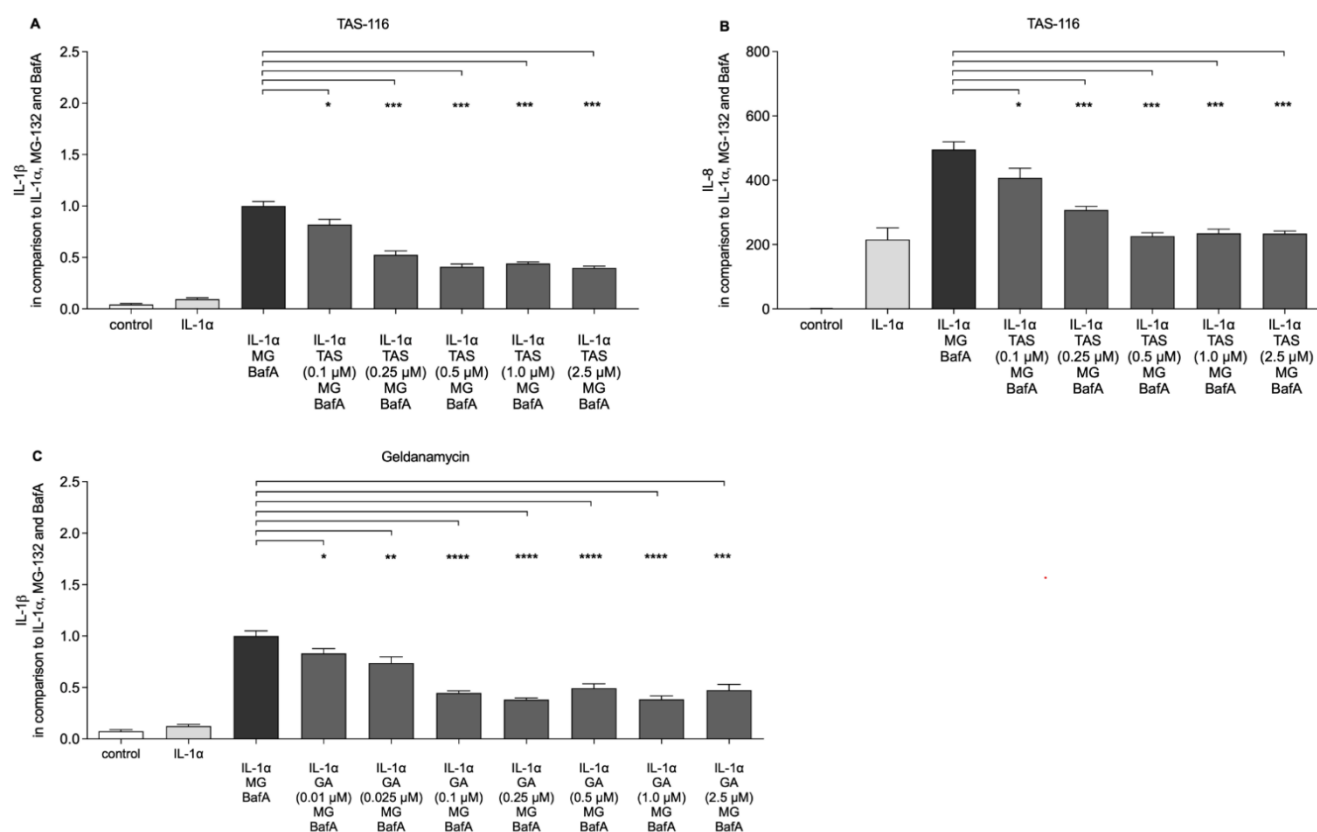 A
TAS-116
IL-1β
in comparison to IL-1α, MG-132 and BafA
2.5
2.0
1.5
1.0
0.5
0.0
* *** *** *** ***
control IL-1α
IL-1α IL-1α IL-1α IL-1α IL-1α IL-1α
MG TAS TAS TAS TAS TAS
BafA (0.1 µM) (0.25 µM) (0.5 µM) (1.0 µM) (2.5 µM)
MG MG MG MG MG
BafA BafA BafA BafA BafA
B
TAS-116
IL-8
in comparison to IL-1α, MG-132 and BafA
800
600
400
200
0
* *** *** *** ***
control IL-1α IL-1α IL-1α IL-1α IL-1α IL-1α IL-1α
MG TAS TAS TAS TAS TAS
BafA (0.1 µM) (0.25 µM) (0.5 µM) (1.0 µM) (2.5 µM)
MG MG MG MG MG
BafA BafA BafA BafA BafA
C
Geldanamycin
IL-1β
in comparison to IL-1α, MG-132 and BafA
2.5
2.0
1.5
1.0
0.5
0.0
* ** **** **** **** **** ***
control IL-1α
IL-1α IL-1α IL-1α IL-1α IL-1α IL-1α IL-1α IL-1α
MG GA GA GA GA GA GA GA
BafA (0.01 µM) (0.025 µM) (0.1 µM) (0.25 µM) (0.5 µM) (1.0 µM) (2.5 µM)
MG MG MG MG MG MG MG
BafA BafA BafA BafA BafA BafA BafA